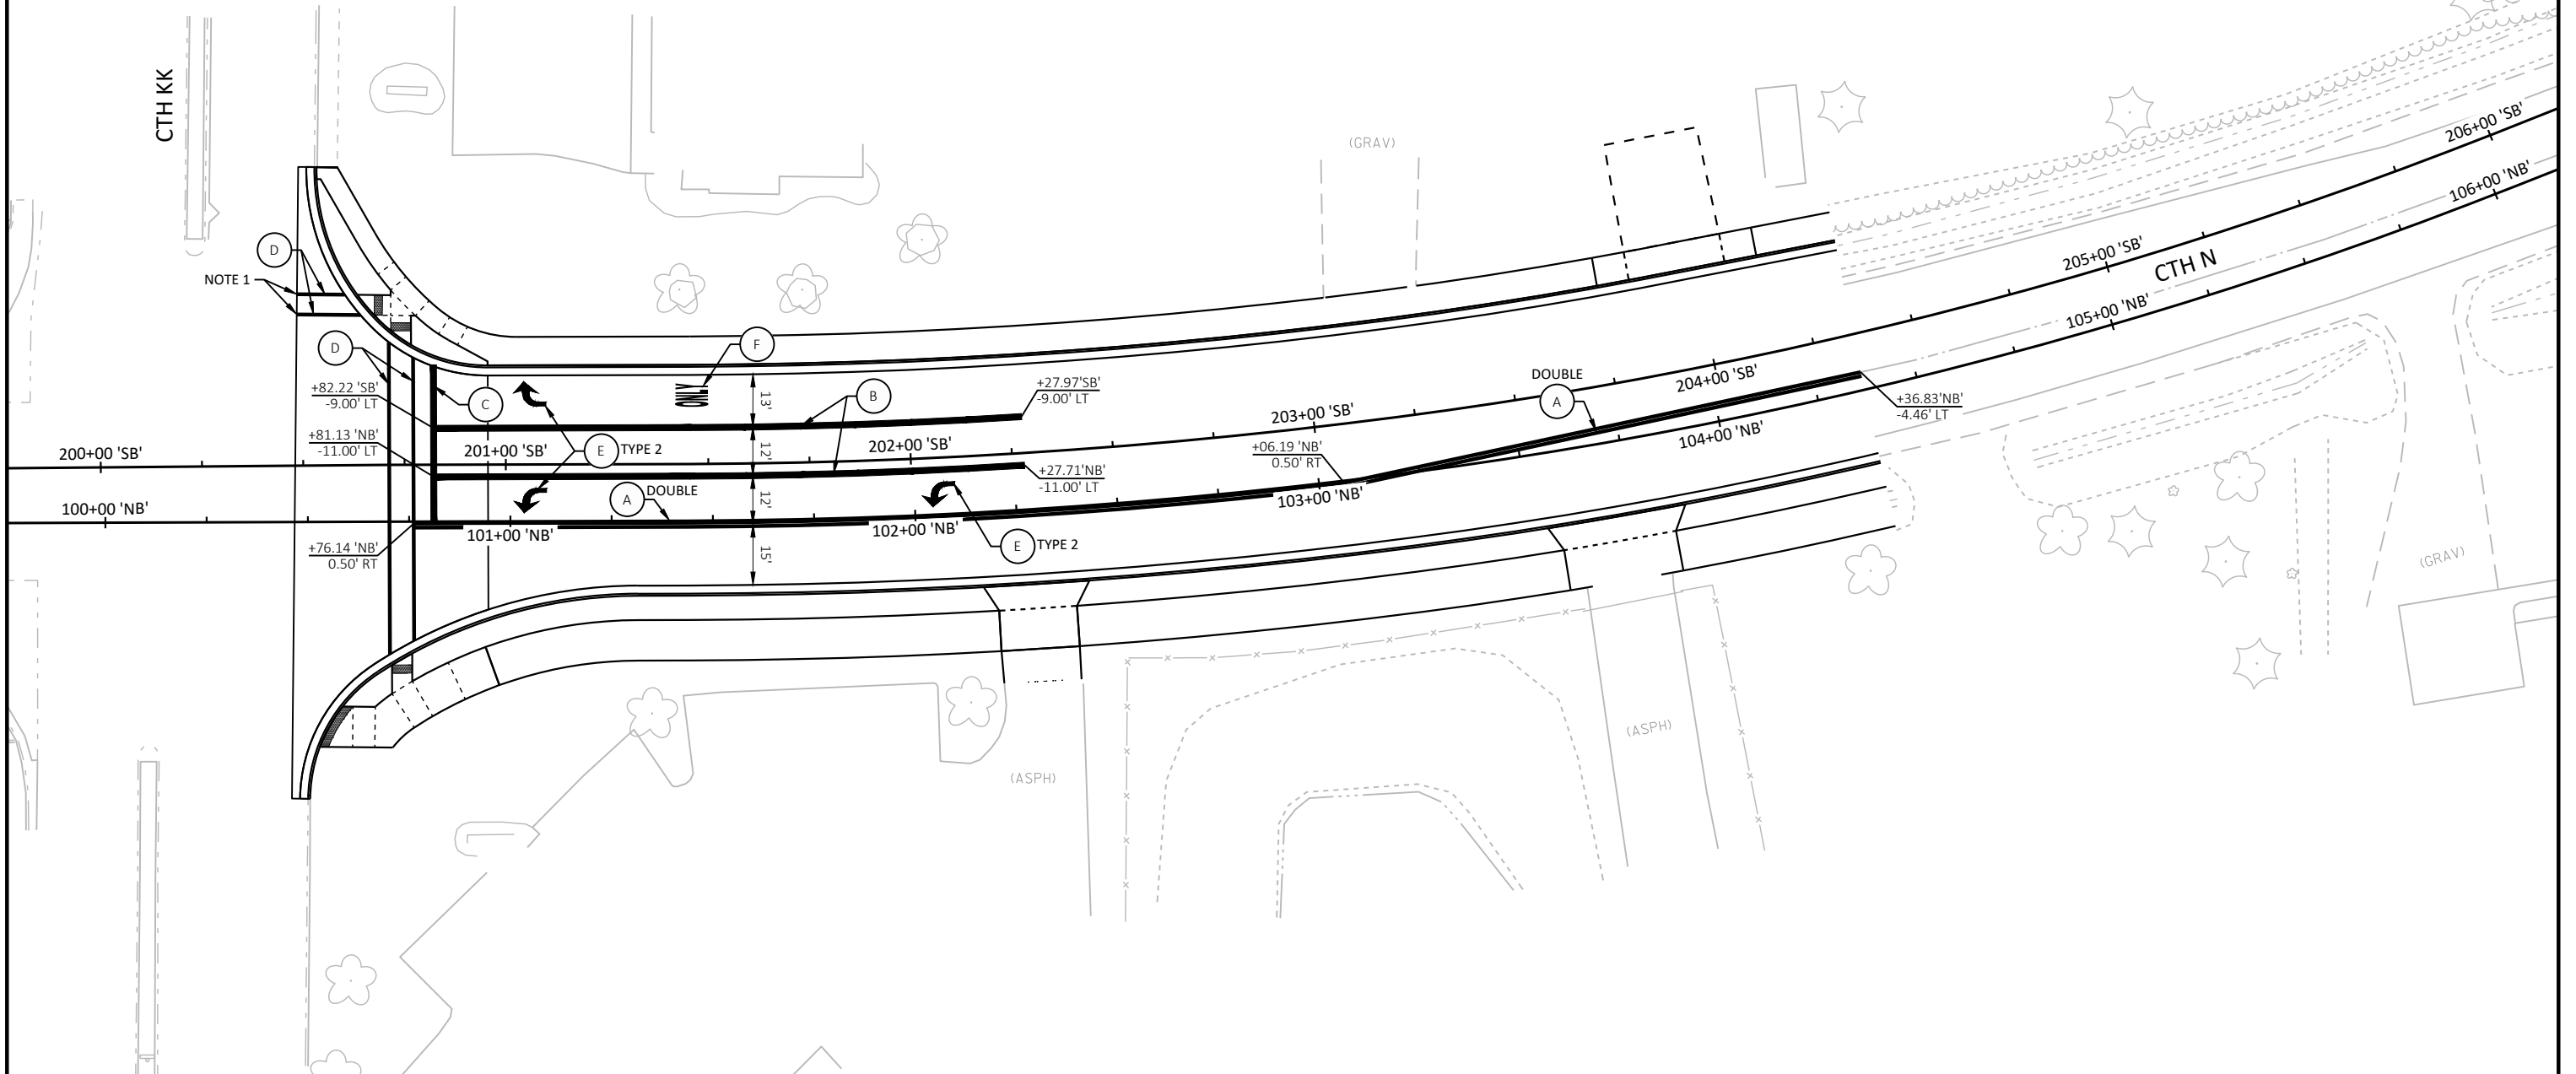 CTH KK
(GRAV)
206+00 'SB'
106+00 'NB'
D
NOTE 1
205+00 'SB'
CTH N
105+00 'NB'
D
F
+82.22 'SB'
-9.00' LT
C
13'
B
+27.97'SB'
-9.00' LT
DOUBLE
A
204+00 'SB'
+36.83'NB'
-4.46' LT
203+00 'SB'
104+00 'NB'
+81.13 'NB'
-11.00' LT
200+00 'SB'
201+00 'SB'
E
TYPE 2
12'
202+00 'SB'
+06.19 'NB'
0.50' RT
+27.71'NB'
-11.00' LT
100+00 'NB'
A
DOUBLE
12'
103+00 'NB'
101+00 'NB'
102+00 'NB'
+76.14 'NB'
0.50' RT
15'
E
TYPE 2
(GRAV)
(ASPH)
(ASPH)